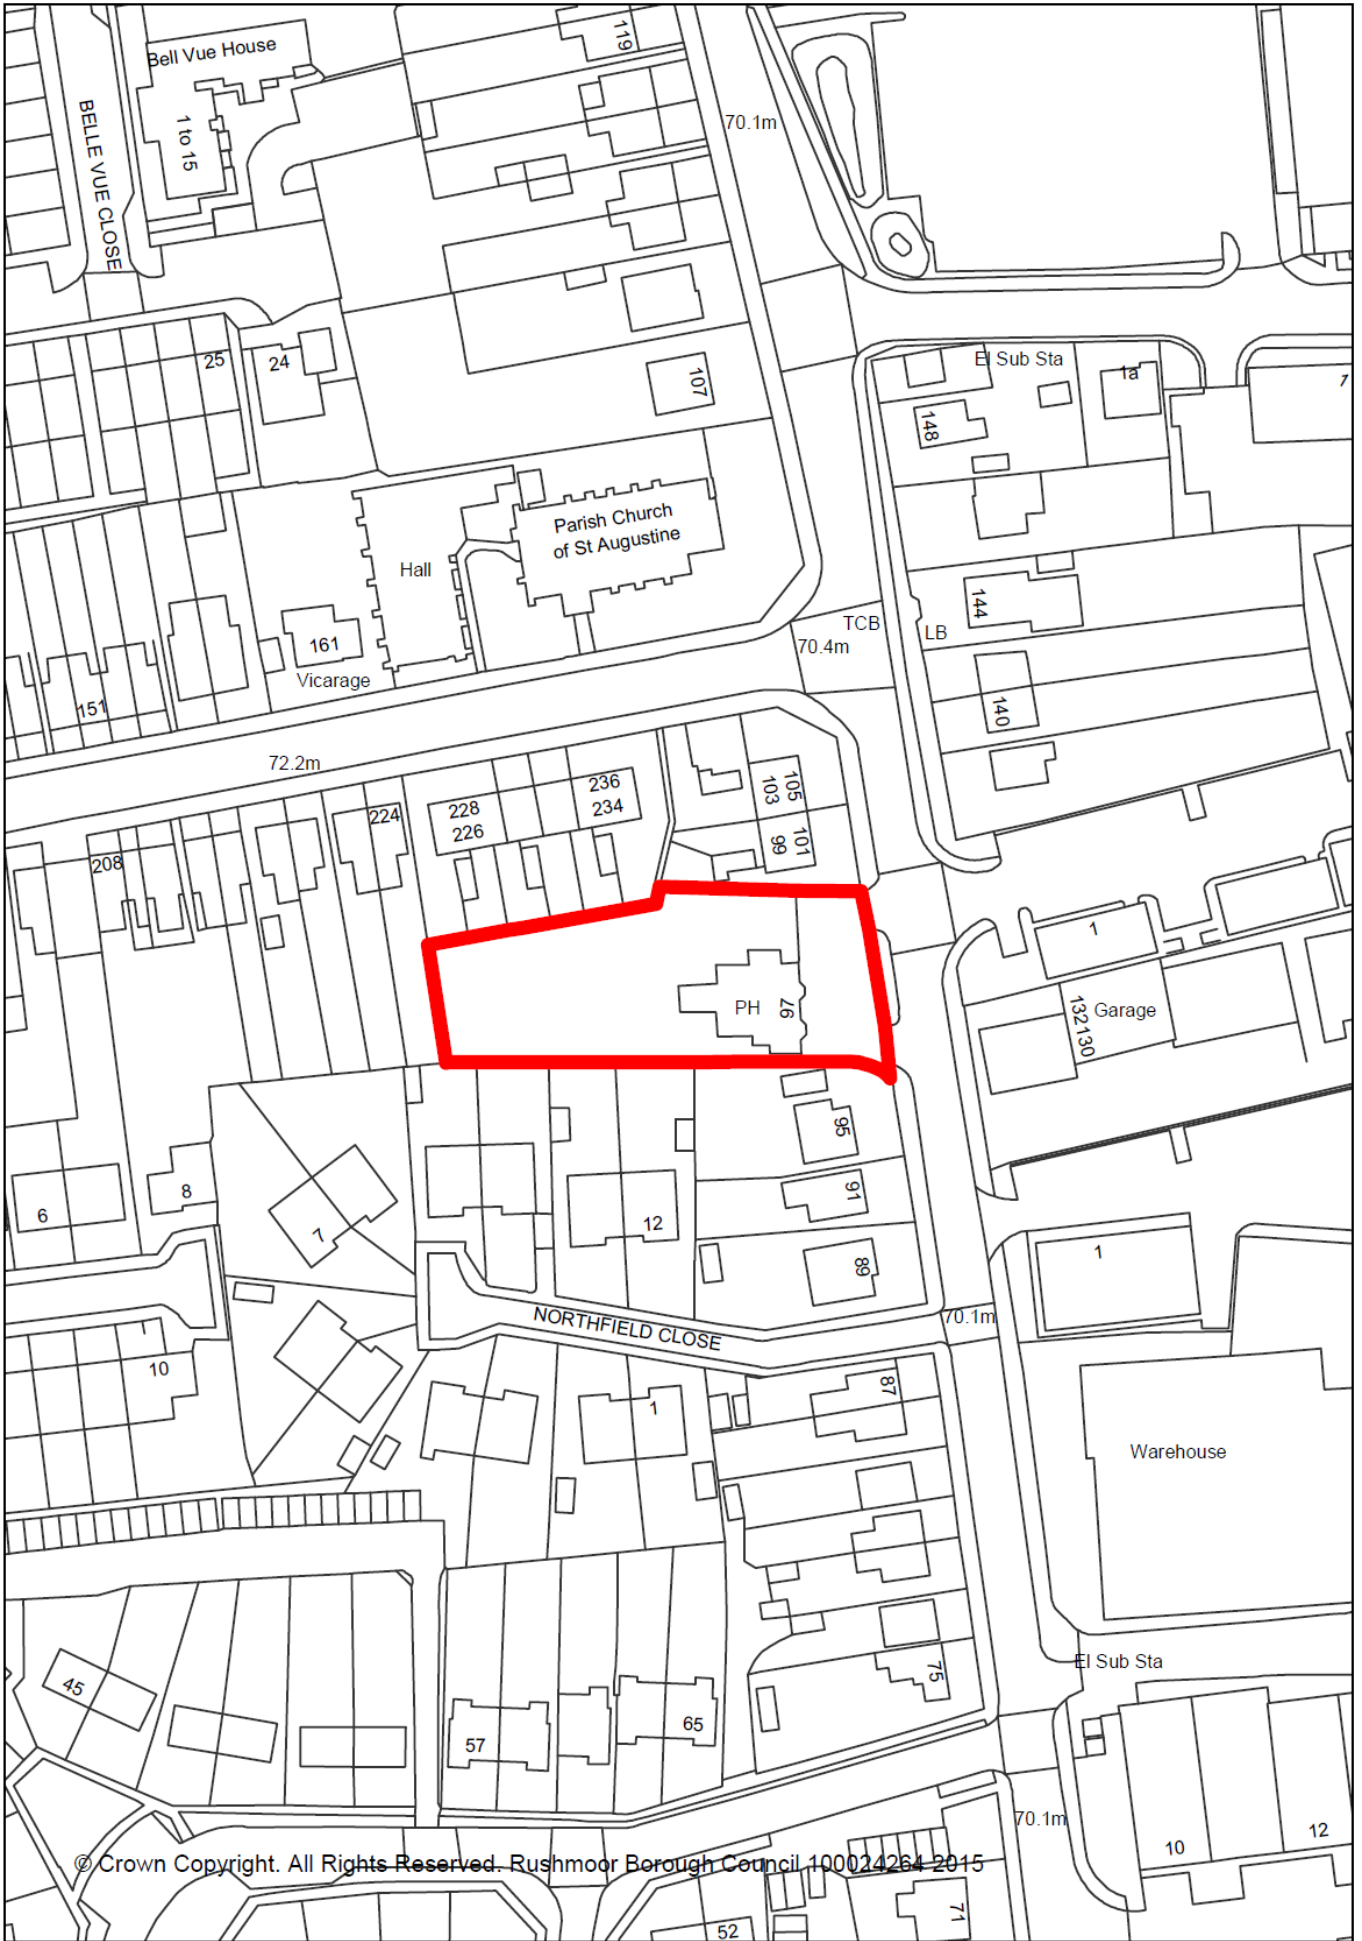 119
Bell Vue House
1 to 15
BELLE VUE CLOSE
70.1m
25
24
107
El Sub Sta
1a
7
148
Parish Church
of St Augustine
Hall
144
TCB
LB
70.4m
161
Vicarage
151
140
72.2m
236
234
228
226
224
105
103
101
99
208
1
PH
97
Garage
132
130
95
91
89
6
8
7
12
1
NORTHFIELD CLOSE
70.1m
10
87
1
Warehouse
El Sub Sta
75
45
57
65
70.1m
10
12
© Crown Copyright. All Rights Reserved. Rushmoor Borough Council 100024264 2015
71
52